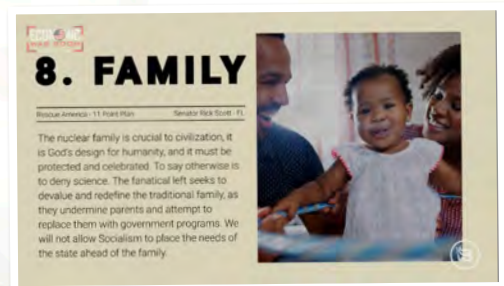 8. FAMILY
Rescue America - 11 Point Plan Senator Rick Scott - FL
The nuclear family is crucial to civilization, it
is God's design for humanity, and it must be
protected and celebrated. To say otherwise is
to deny science. The fanatical left seeks to
devalue and redefine the traditional family, as
they undermine parents and attempt to
replace them with government programs. We
will not allow Socialism to place the needs of
the state ahead of the family.